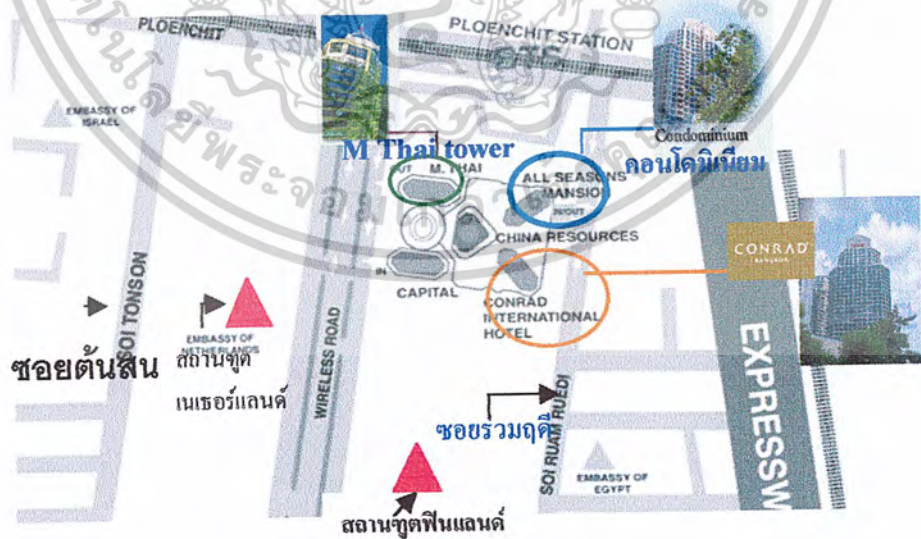 PLOENCHIT
PLOENCHIT STATION
EMBASSY OF
ISRAEL
Condominium
คอนโดมิเนียม
M Thai tower
OUT M. THAI
ALL SEASONS
MANSION
IN/OUT
CHINA RESOURCES
CONRAD
BANGKOK
IN
CAPITAL
CONRAD
INTERNATIONAL
HOTEL
SOI TONSON
EMBASSY OF
NETHERLANDS
ซอยต้นสน
สถานฑูต
เนเธอร์แลนด์
WIRELESS ROAD
EXPRESSW
ซอยร่วมฤดี
SOI RUAM RUEDI
EMBASSY OF
EGYPT
สถานฑูตฟินแลนด์